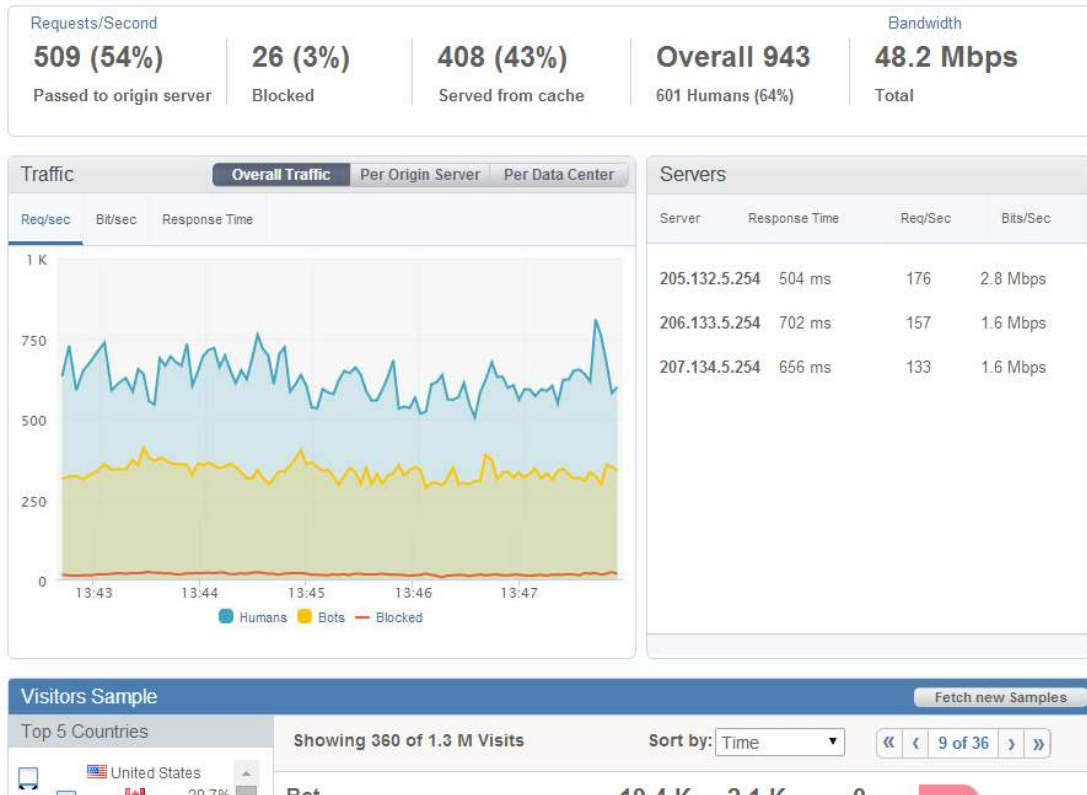 Requests/Second
Bandwidth
509 (54%)
26 (3%)
408 (43%)
Overall 943
48.2 Mbps
Passed to origin server
Blocked
Served from cache
601 Humans (64%)
Total
Traffic
Overall Traffic
Per Origin Server
Per Data Center
Req/sec
Bit/sec
Response Time
1 K
750
500
250
0
13:43
13:44
13:45
13:46
13:47
Humans
Bots
Blocked
Servers
Server Response Time Req/Sec Bits/Sec
205.132.5.254 504 ms 176 2.8 Mbps
206.133.5.254 702 ms 157 1.6 Mbps
207.134.5.254 656 ms 133 1.6 Mbps
Visitors Sample
Fetch new Samples
Top 5 Countries
Showing 360 of 1.3 M Visits
Sort by: Time
9 of 36
United States